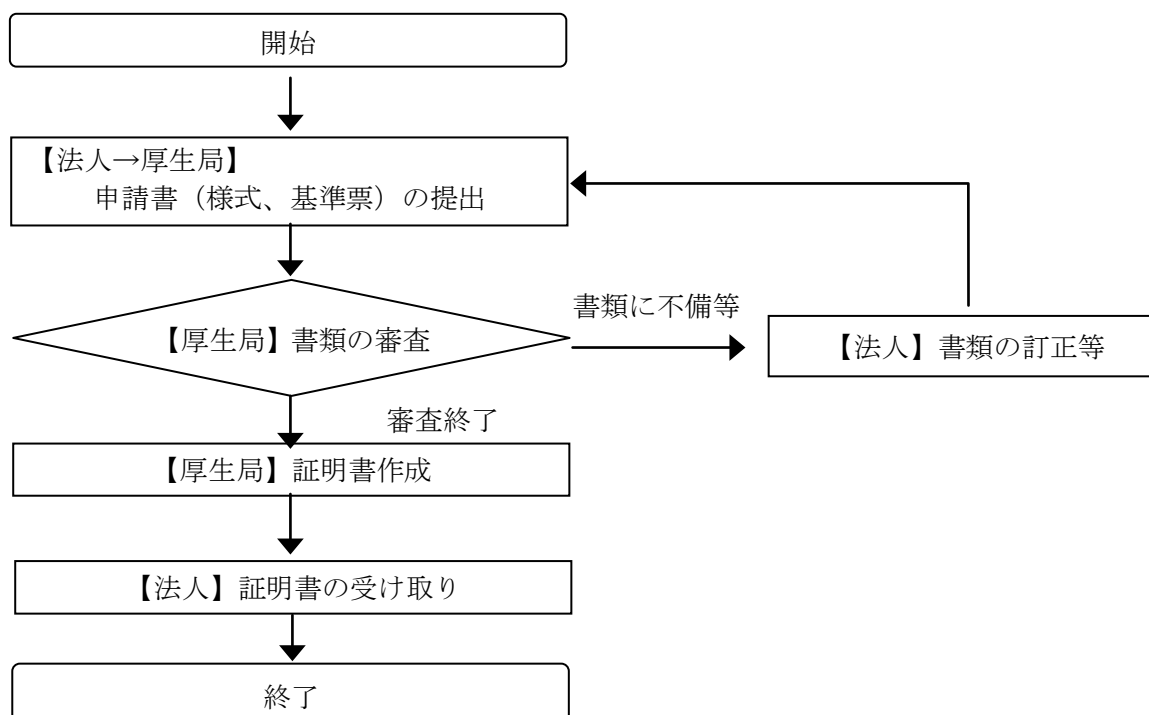 開始
【法人→厚生局】
申請書（様式、基準票）の提出
【厚生局】書類の審査
書類に不備等
【法人】書類の訂正等
審査終了
【厚生局】証明書作成
【法人】証明書の受け取り
終了